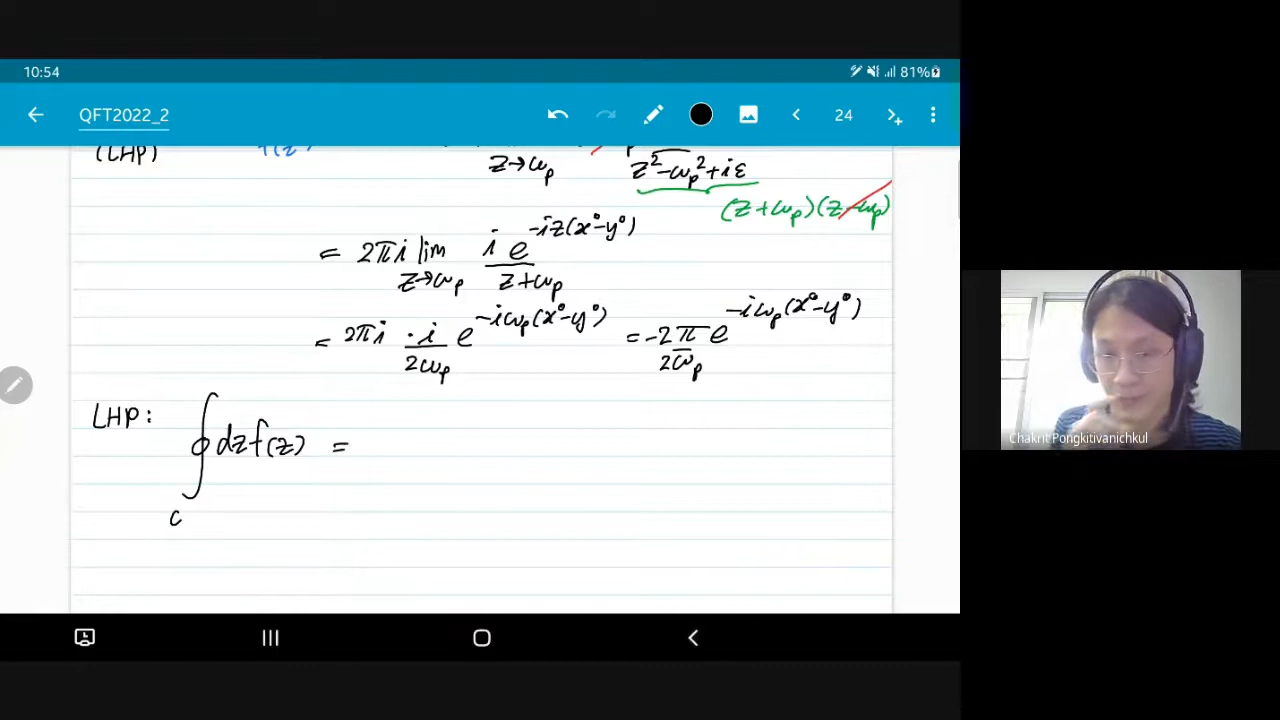 10:54 81%
QFT2022_2 24
(LHP) f(z) z→ω_p z²-ω_p²+iε
(z+ω_p)(z-ω_p)
= 2πi lim z→ω_p i e^{-iz(x⁰-y⁰)} / z+ω_p
= 2πi · i/2ω_p e^{-iω_p(x⁰-y⁰)} = -2π/2ω_p e^{-iω_p(x⁰-y⁰)}
LHP: ∮_C dz f(z) =
Chakrit Pongkitivanichkul